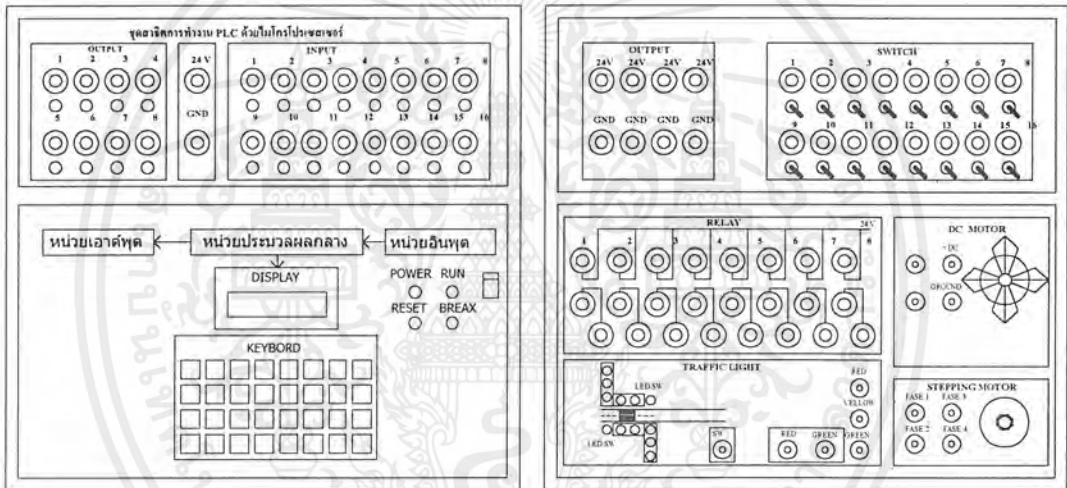 ชุดสาธิตการทำงาน PLC ด้วยไมโครโปรเซสเซอร์
OUTPUT
1 2 3 4
5 6 7 8
24 V
GND
INPUT
1 2 3 4 5 6 7 8
9 10 11 12 13 14 15 16
หน่วยเอาต์พุต
หน่วยประมวลผลกลาง
หน่วยอินพุต
DISPLAY
POWER RUN
RESET BREAX
KEYBORD
OUTPUT
24V 24V 24V 24V
GND GND GND GND
SWITCH
1 2 3 4 5 6 7 8
9 10 11 12 13 14 15 16
RELAY
24V
1 2 3 4 5 6 7 8
DC MOTOR
+ DC
GROUND
TRAFFIC LIGHT
LED SW
LED SW
SW
RED GREEN
RED
YELLOW
GREEN
STEPPING MOTOR
FASE 1 FASE 3
FASE 2 FASE 4